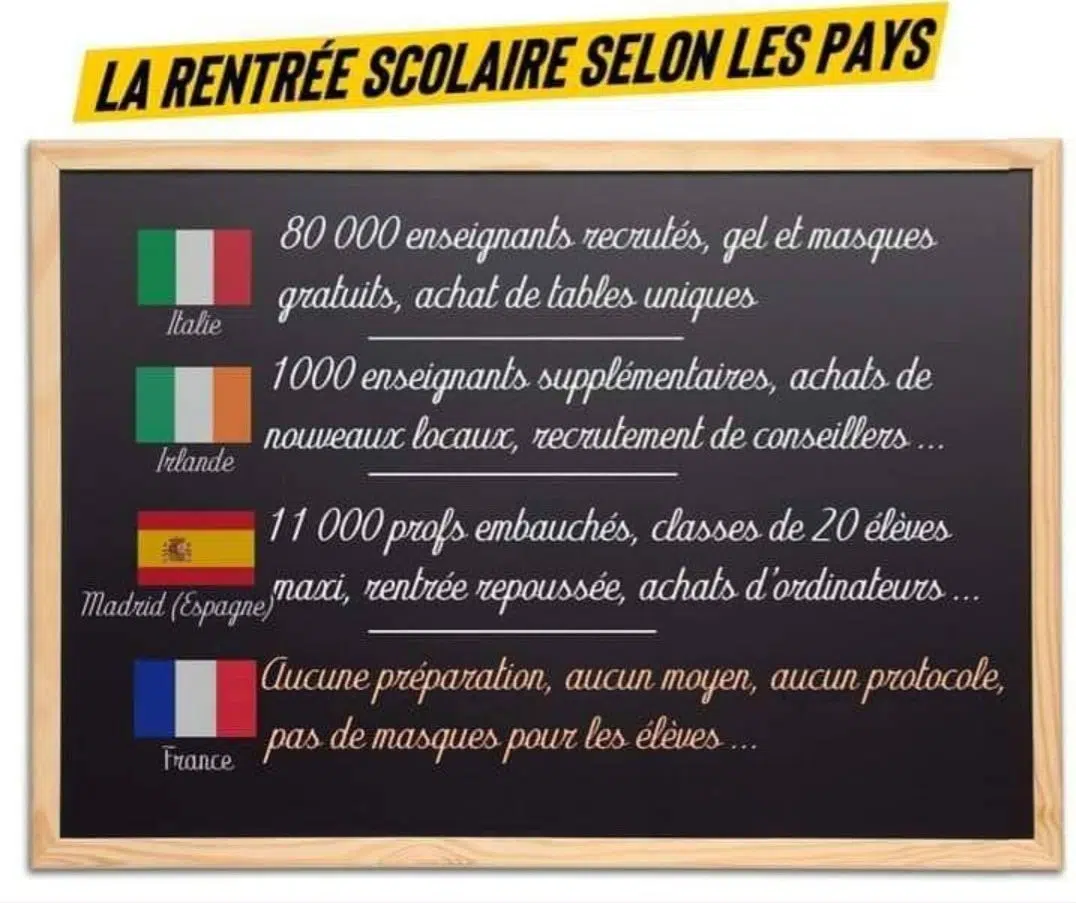 LA RENTRÉE SCOLAIRE SELON LES PAYS
80 000 enseignants recrutés, gel et masques
gratuits, achat de tables uniques
Italie
1000 enseignants supplémentaires, achats de
nouveaux locaux, recrutement de conseillers ...
Irlande
11 000 profs embauchés, classes de 20 élèves
maxi, rentrée repoussée, achats d'ordinateurs ...
Madrid (Espagne)
Aucune préparation, aucun moyen, aucun protocole,
pas de masques pour les élèves ...
France